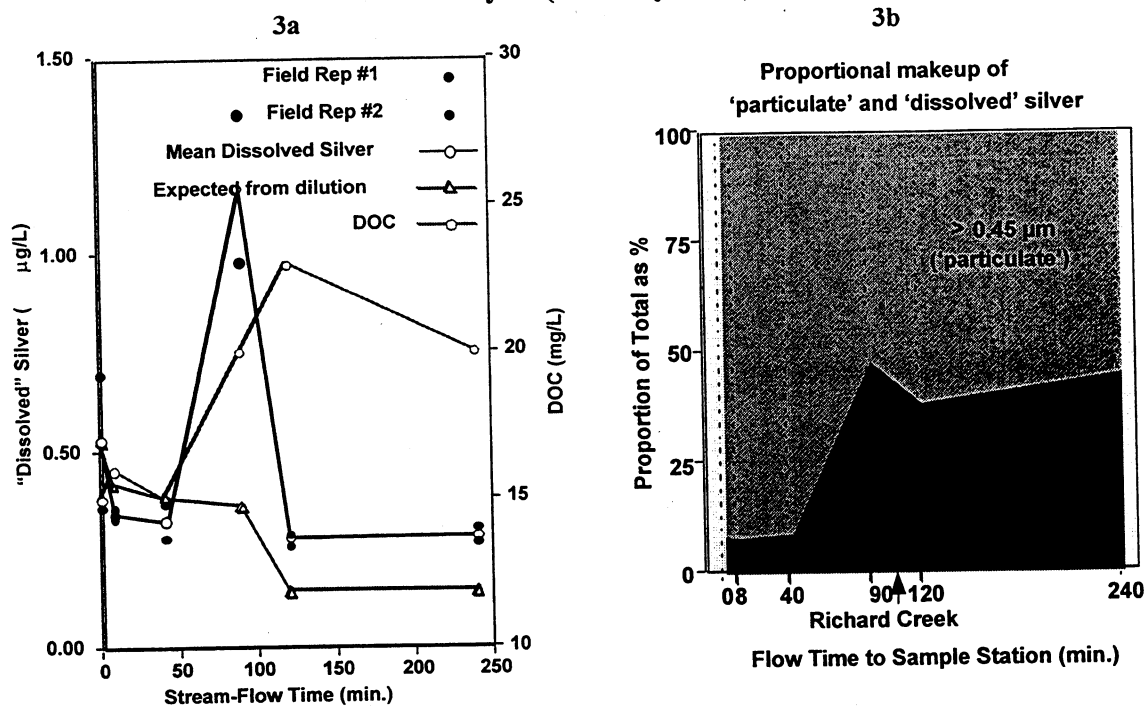 3a
1.50
30
Field Rep #1
Field Rep #2
Mean Dissolved Silver
Expected from dilution
DOC
25
1.00
"Dissolved" Silver ( µg/L)
20
DOC (mg/L)
0.50
15
0.00
10
0 50 100 150 200 250
Stream-Flow Time (min.)
3b
Proportional makeup of
'particulate' and 'dissolved' silver
100
75
50
25
0
Proportion of Total as %
> 0.45 µm
('particulate')
0 8 40 90 120 240
Richard Creek
Flow Time to Sample Station (min.)